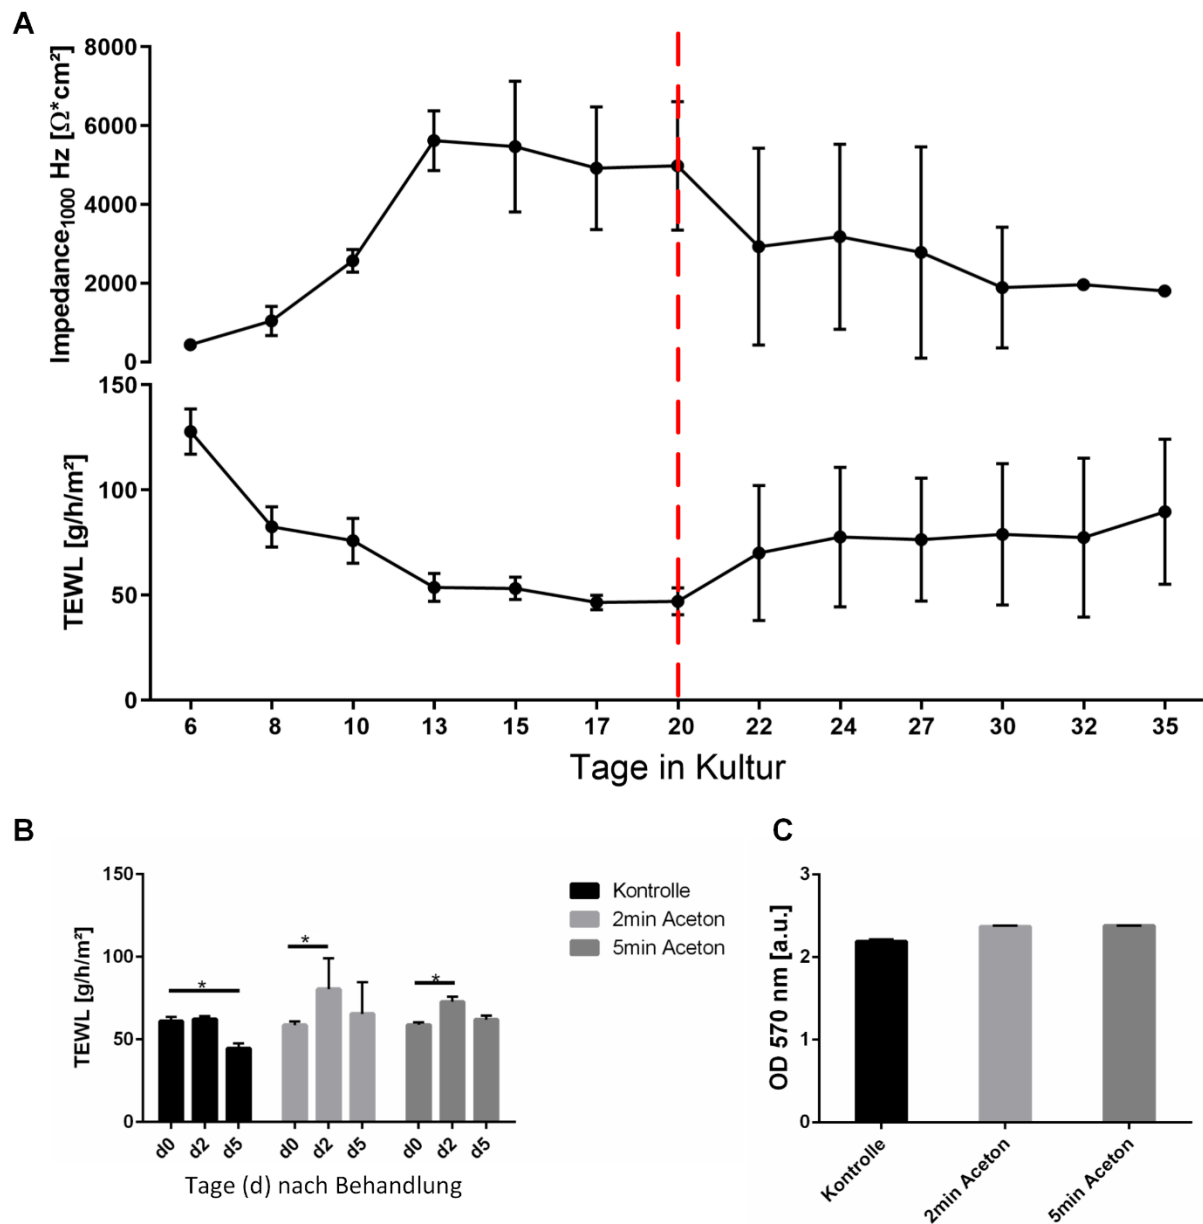 A
Impedance1000 Hz [Ω*cm²]
8000
6000
4000
2000
0
TEWL [g/h/m²]
150
100
50
0
6 8 10 13 15 17 20 22 24 27 30 32 35
Tage in Kultur
B
TEWL [g/h/m²]
150
100
50
0
*
*
*
d0 d2 d5 d0 d2 d5 d0 d2 d5
Tage (d) nach Behandlung
Kontrolle
2min Aceton
5min Aceton
C
OD 570 nm [a.u.]
3
2
1
0
Kontrolle
2min Aceton
5min Aceton